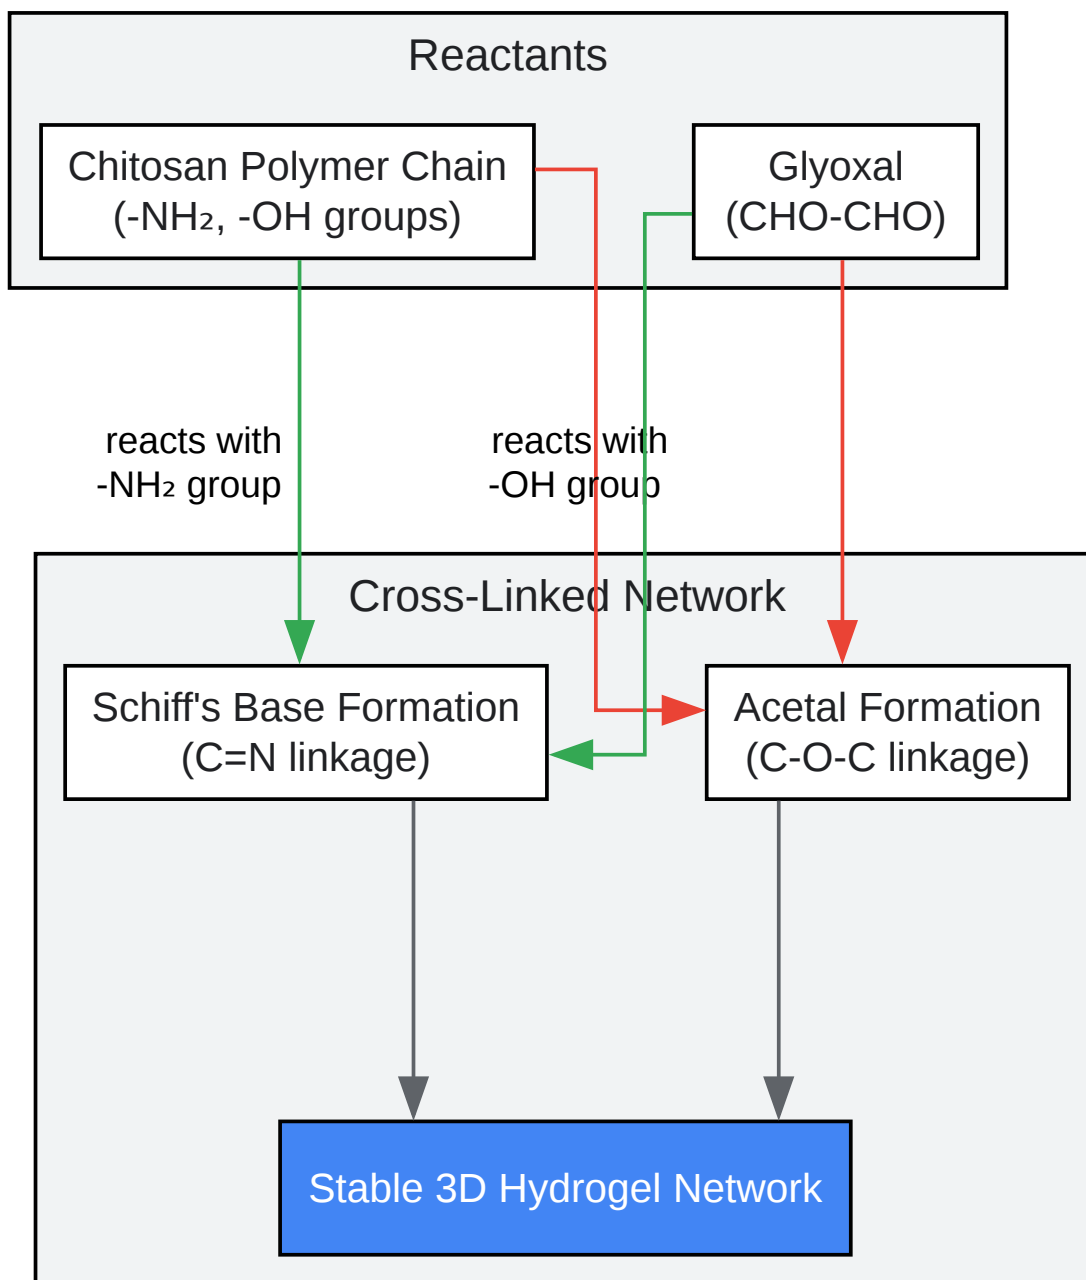 Reactants
Chitosan Polymer Chain
(-NH₂, -OH groups)
Glyoxal
(CHO-CHO)
reacts with
-NH₂ group
reacts with
-OH group
Cross-Linked Network
Schiff's Base Formation
(C=N linkage)
Acetal Formation
(C-O-C linkage)
Stable 3D Hydrogel Network